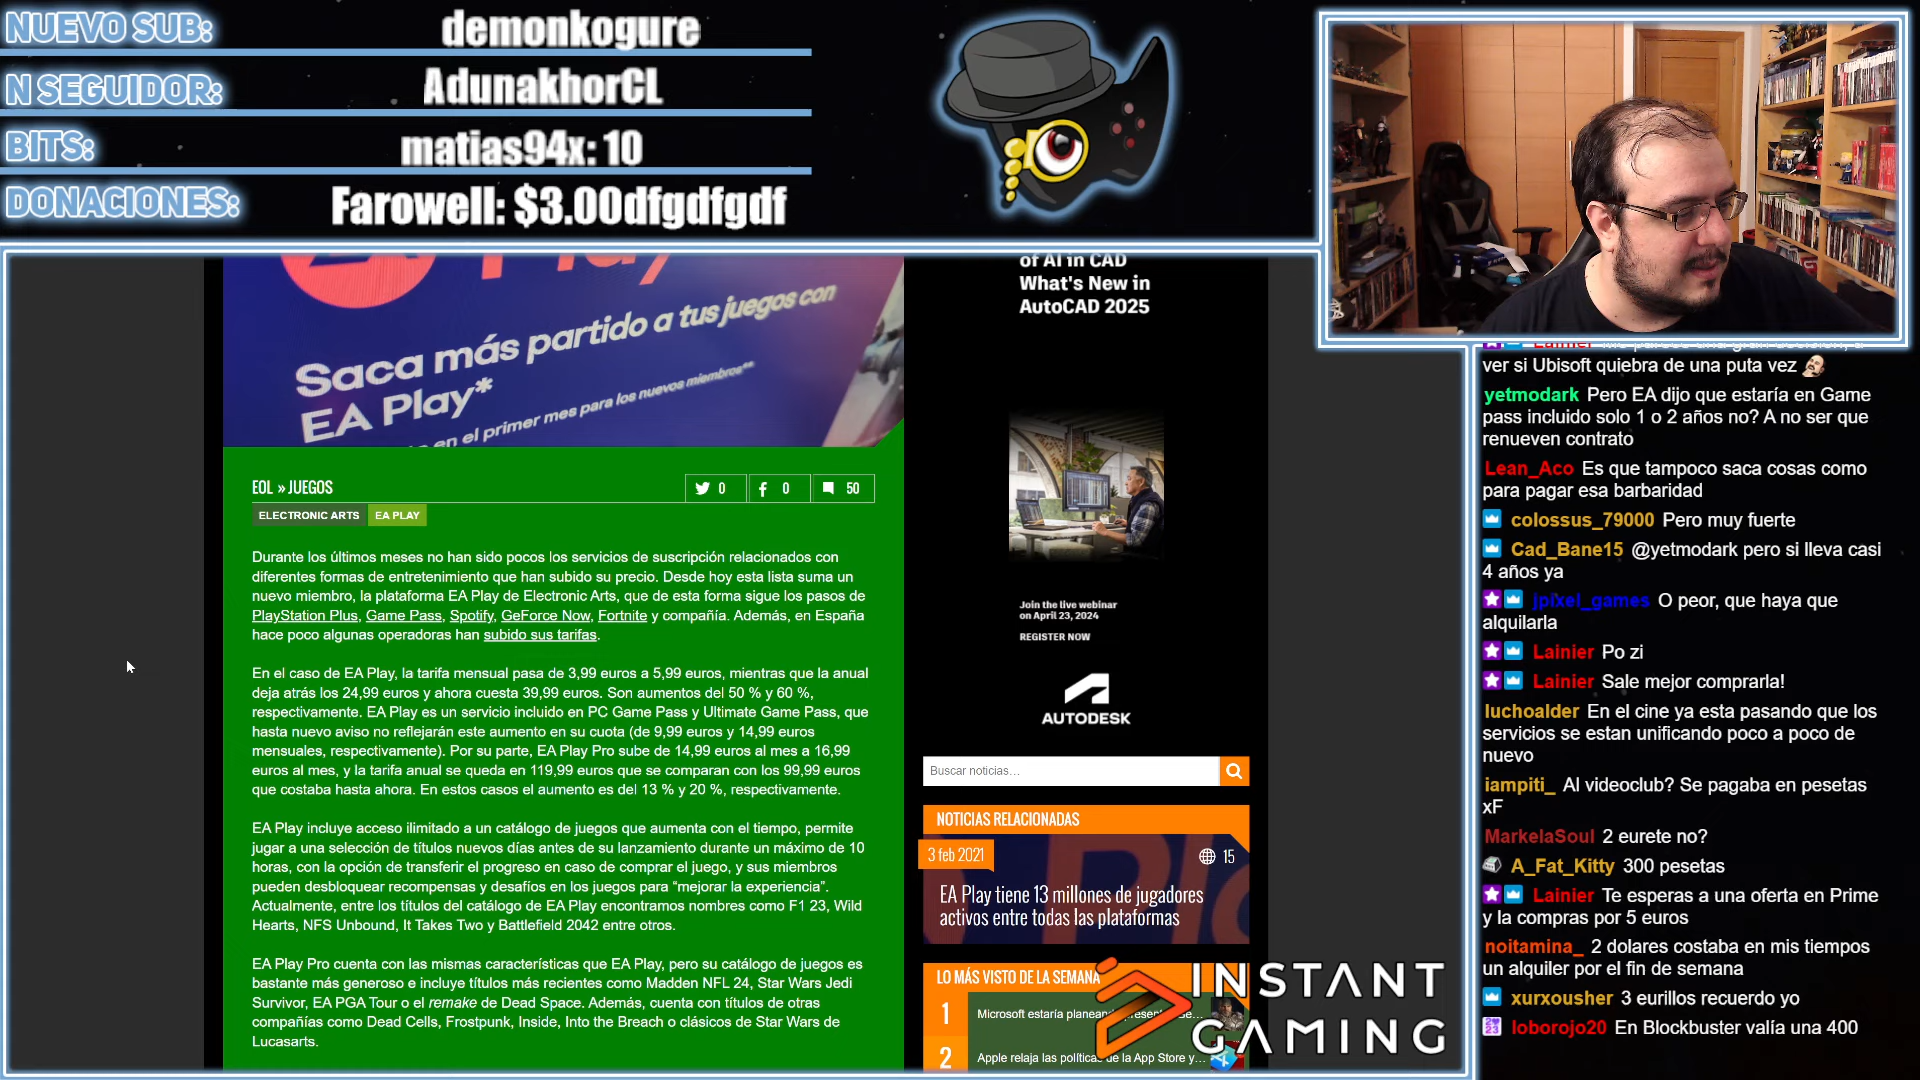 NUEVO SUB:
demonkogure
N SEGUIDOR:
AdunakhorCL
BITS:
matias94x: 10
DONACIONES:
Farowell: $3.00dfgdfgdf
Play
Saca más partido a tus juegos con
EA Play*
en el primer mes para los nuevos miembros**
EOL » JUEGOS
0
0
50
ELECTRONIC ARTS
EA PLAY
Durante los últimos meses no han sido pocos los servicios de suscripción relacionados con
diferentes formas de entretenimiento que han subido su precio. Desde hoy esta lista suma un
nuevo miembro, la plataforma EA Play de Electronic Arts, que de esta forma sigue los pasos de
PlayStation Plus, Game Pass, Spotify, GeForce Now, Fortnite y compañía. Además, en España
hace poco algunas operadoras han subido sus tarifas.
En el caso de EA Play, la tarifa mensual pasa de 3,99 euros a 5,99 euros, mientras que la anual
deja atrás los 24,99 euros y ahora cuesta 39,99 euros. Son aumentos del 50 % y 60 %,
respectivamente. EA Play es un servicio incluido en PC Game Pass y Ultimate Game Pass, que
hasta nuevo aviso no reflejarán este aumento en su cuota (de 9,99 euros y 14,99 euros
mensuales, respectivamente). Por su parte, EA Play Pro sube de 14,99 euros al mes a 16,99
euros al mes, y la tarifa anual se queda en 119,99 euros que se comparan con los 99,99 euros
que costaba hasta ahora. En estos casos el aumento es del 13 % y 20 %, respectivamente.
EA Play incluye acceso ilimitado a un catálogo de juegos que aumenta con el tiempo, permite
jugar a una selección de títulos nuevos días antes de su lanzamiento durante un máximo de 10
horas, con la opción de transferir el progreso en caso de comprar el juego, y sus miembros
pueden desbloquear recompensas y desafíos en los juegos para “mejorar la experiencia”.
Actualmente, entre los títulos del catálogo de EA Play encontramos nombres como F1 23, Wild
Hearts, NFS Unbound, It Takes Two y Battlefield 2042 entre otros.
EA Play Pro cuenta con las mismas características que EA Play, pero su catálogo de juegos es
bastante más generoso e incluye títulos más recientes como Madden NFL 24, Star Wars Jedi
Survivor, EA PGA Tour o el remake de Dead Space. Además, cuenta con títulos de otras
compañías como Dead Cells, Frostpunk, Inside, Into the Breach o clásicos de Star Wars de
Lucasarts.
of AI in CAD
What's New in
AutoCAD 2025
Join the live webinar
on April 23, 2024
REGISTER NOW
AUTODESK
Buscar noticias...
NOTICIAS RELACIONADAS
3 feb 2021
15
EA Play tiene 13 millones de jugadores
activos entre todas las plataformas
LO MÁS VISTO DE LA SEMANA
1
Microsoft estaría planeando
2
Apple relaja las políticas de la App Store y...
INSTANT
GAMING
ver si Ubisoft quiebra de una puta vez
yetmodark Pero EA dijo que estaría en Game
pass incluido solo 1 o 2 años no? A no ser que
renueven contrato
Lean_Aco Es que tampoco saca cosas como
para pagar esa barbaridad
colossus_79000 Pero muy fuerte
Cad_Bane15 @yetmodark pero si lleva casi
4 años ya
jpixel_games O peor, que haya que
alquilarla
Lainier Po zi
Lainier Sale mejor comprarla!
luchoalder En el cine ya esta pasando que los
servicios se estan unificando poco a poco de
nuevo
iampiti_ Al videoclub? Se pagaba en pesetas
xF
MarkelaSoul 2 eurete no?
A_Fat_Kitty 300 pesetas
Lainier Te esperas a una oferta en Prime
y la compras por 5 euros
noitamina_ 2 dolares costaba en mis tiempos
un alquiler por el fin de semana
xurxousher 3 eurillos recuerdo yo
loborojo20 En Blockbuster valía una 400